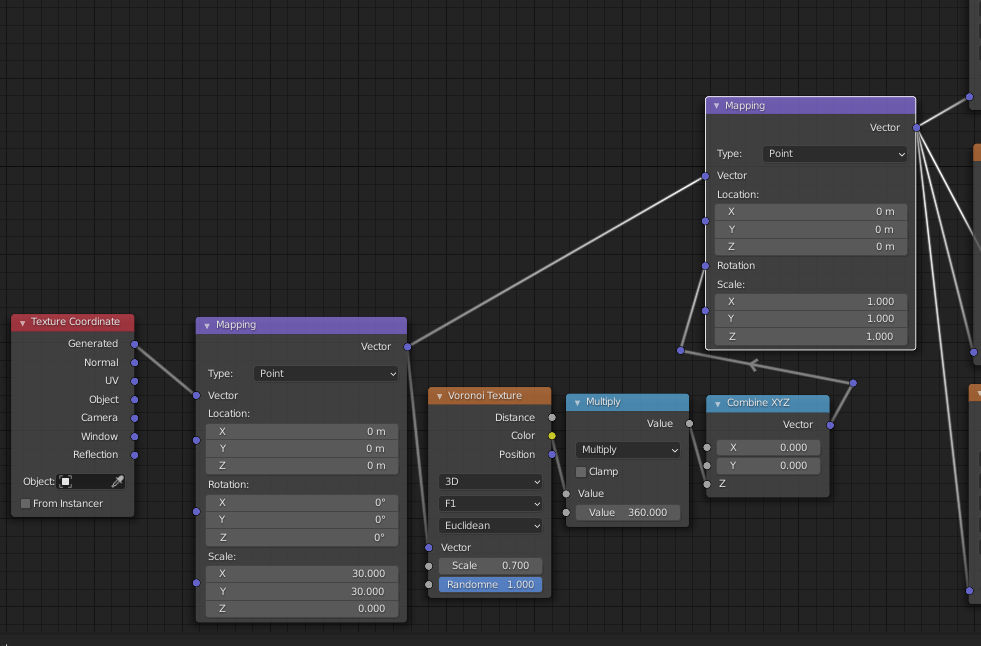 Mapping
Vector
Type: Point
Vector
Location:
X 0 m
Y 0 m
Z 0 m
Rotation
Scale:
X 1.000
Y 1.000
Z 1.000
Texture Coordinate
Generated
Normal
UV
Object
Camera
Window
Reflection
Object:
From Instancer
Mapping
Vector
Type: Point
Vector
Location:
X 0 m
Y 0 m
Z 0 m
Rotation:
X 0°
Y 0°
Z 0°
Scale:
X 30.000
Y 30.000
Z 0.000
Voronoi Texture
Distance
Color
Position
3D
F1
Euclidean
Vector
Scale 0.700
Randomne 1.000
Multiply
Value
Multiply
Clamp
Value
Value 360.000
Combine XYZ
Vector
X 0.000
Y 0.000
Z